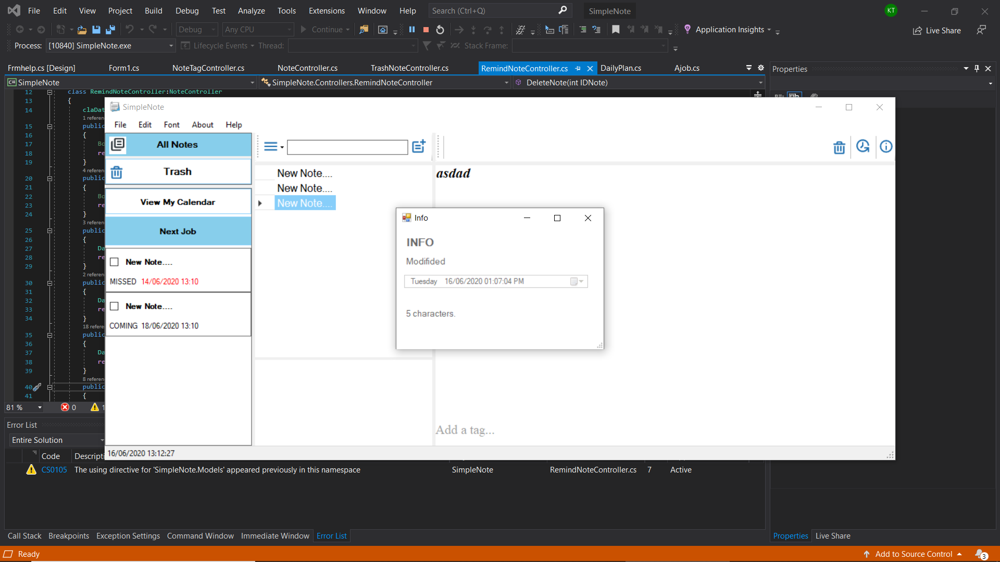 File Edit View Project Build Debug Test Analyze Tools Extensions Window Help Search (Ctrl+Q) SimpleNote KT
Debug Any CPU Continue Application Insights Live Share
Process: [10840] SimpleNote.exe Lifecycle Events Thread: Stack Frame:
Frmhelp.cs [Design] Form1.cs NoteTagController.cs NoteController.cs TrashNoteController.cs RemindNoteController.cs DailyPlan.cs Ajob.cs
Properties
C# SimpleNote SimpleNote.Controllers.RemindNoteController DeleteNote(int IDNote)
12 class RemindNoteController:NoteController
13 {
14 claDat
1 referen
15 public
16 {
17 Bo
18 re
19 }
4 referen
20 public
21 {
22 Bo
23 re
24 }
3 referen
25 public
26 {
27 Da
28 re
29 }
2 referen
30 public
31 {
32 Da
33 re
34 }
18 refere
35 public
36 {
37 Da
38 re
39 }
8 referen
40 public
41 {
81 % 0 1
SimpleNote
File Edit Font About Help
All Notes
Trash
View My Calendar
Next Job
New Note....
MISSED 14/06/2020 13:10
New Note....
COMING 18/06/2020 13:10
New Note....
New Note....
New Note....
asdad
Info
INFO
Modifided
Tuesday 16/06/2020 01:07:04 PM
5 characters.
Add a tag...
16/06/2020 13:12:27
Error List
Entire Solution
Code Descripti
CS0105 The using directive for 'SimpleNote.Models' appeared previously in this namespace SimpleNote RemindNoteController.cs 7 Active
Call Stack Breakpoints Exception Settings Command Window Immediate Window Error List
Properties Live Share
Ready Add to Source Control 3